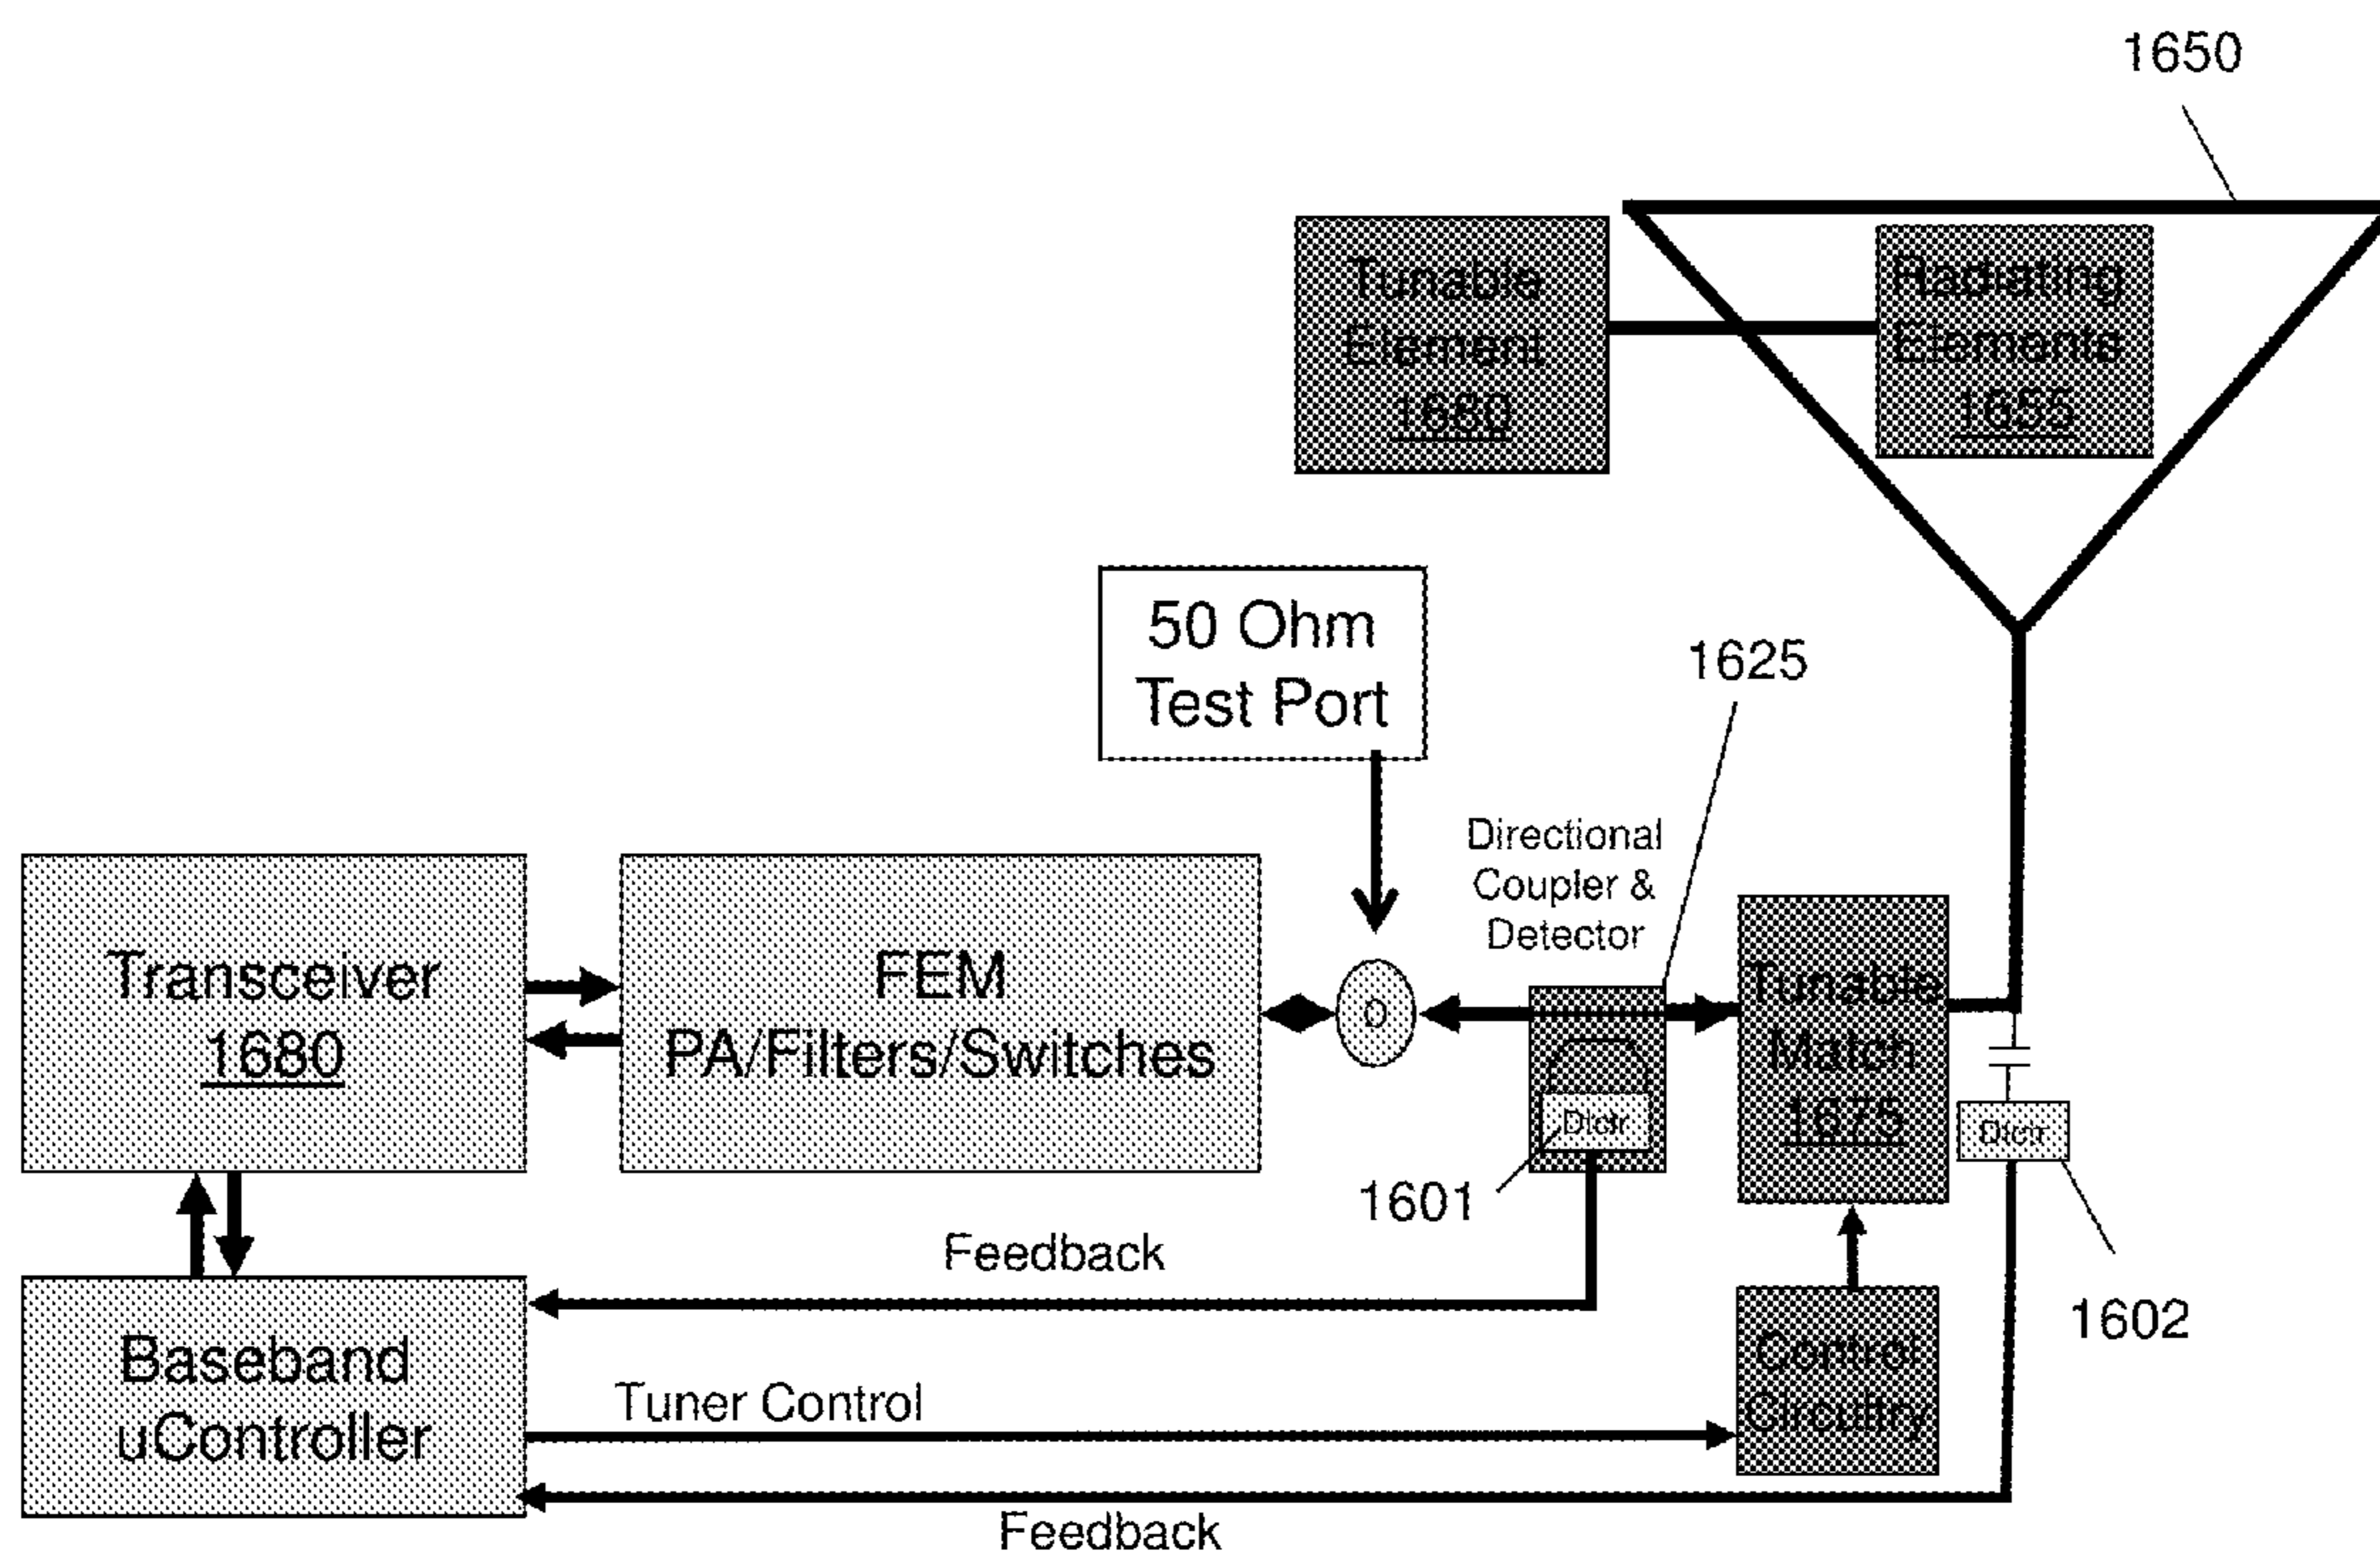 1650
Tunable
Element
1680
Radiating
Elements
1655
50 Ohm
Test Port
1625
Directional
Coupler &
Detector
Transceiver
1680
FEM
PA/Filters/Switches
O
Tunable
Match
1675
Dtctr
Dtctr
1601
1602
Feedback
Baseband
uController
Tuner Control
Control
Circuitry
Feedback